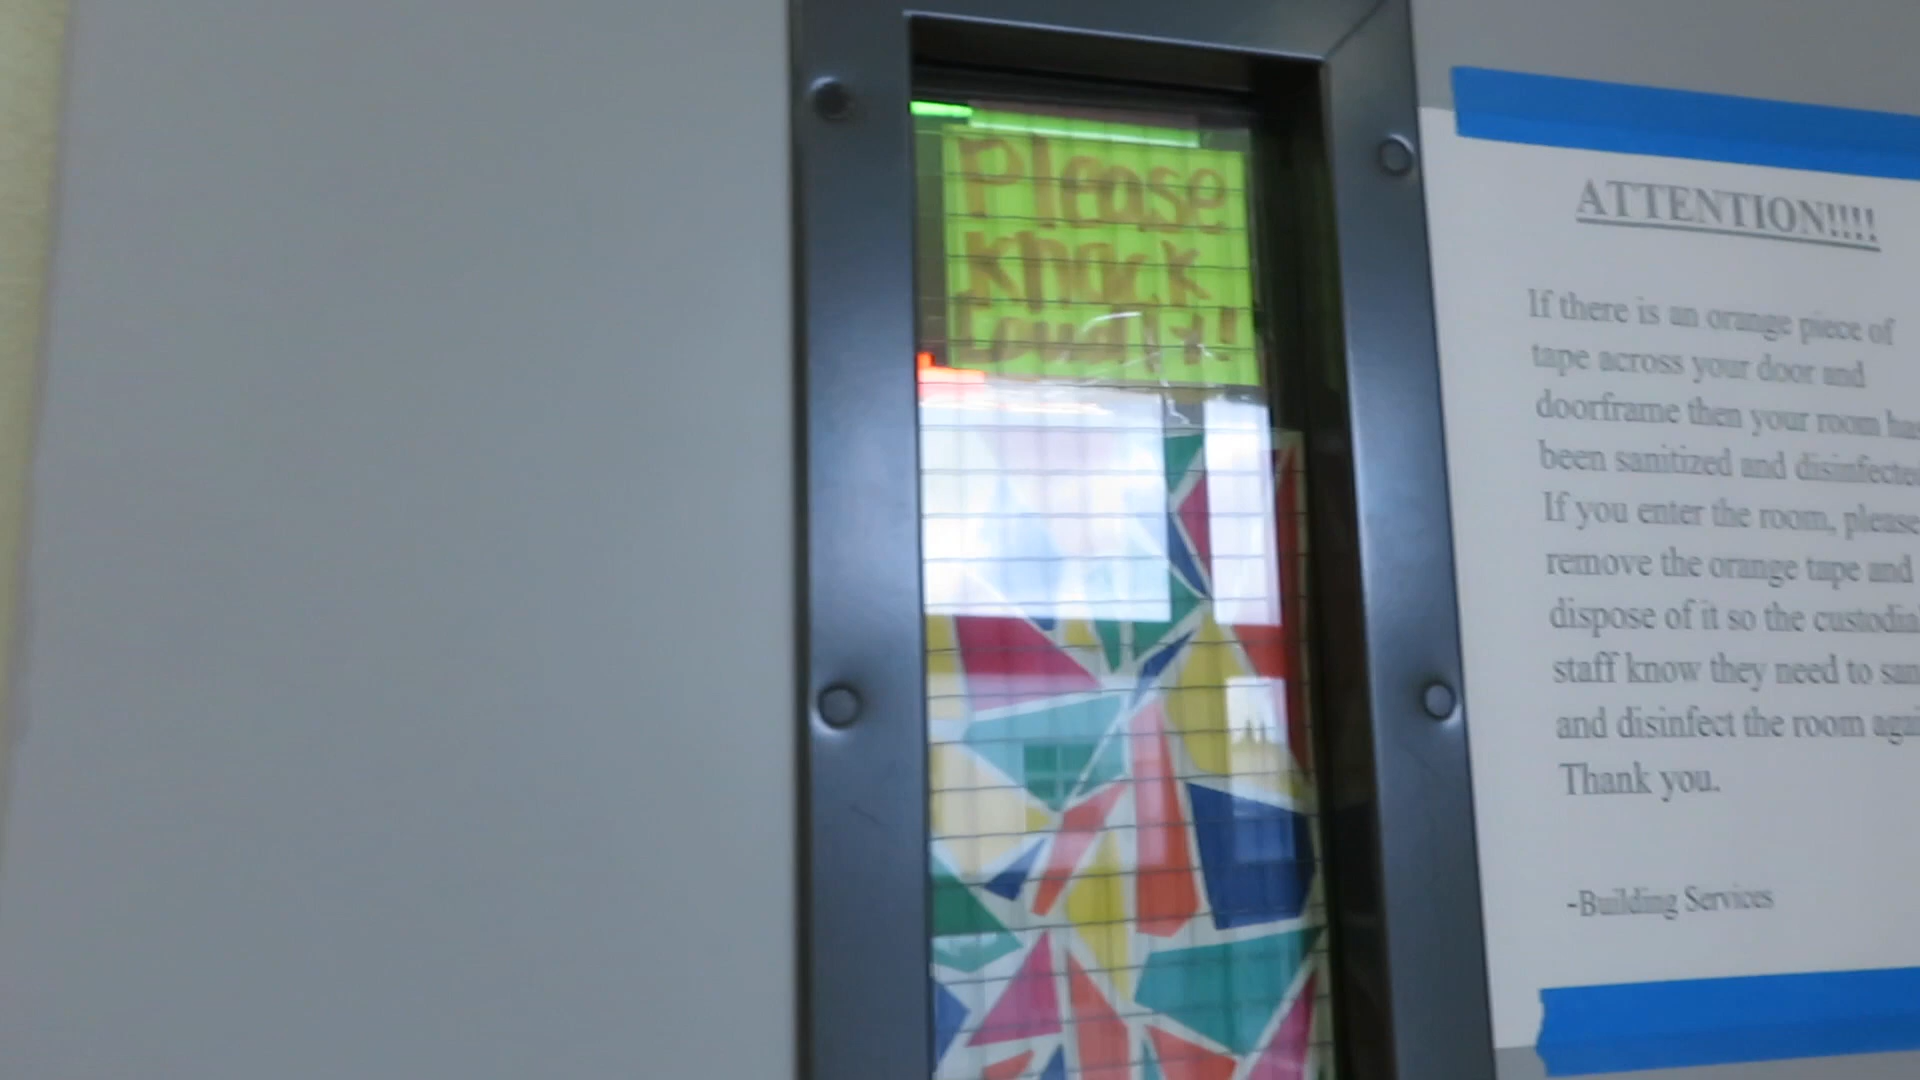 Please
knock
Loudly!
ATTENTION!!!!
If there is an orange piece of
tape across your door and
doorframe then your room has
been sanitized and disinfected
If you enter the room, please
remove the orange tape and
dispose of it so the custodial
staff know they need to san
and disinfect the room agai
Thank you.
-Building Services